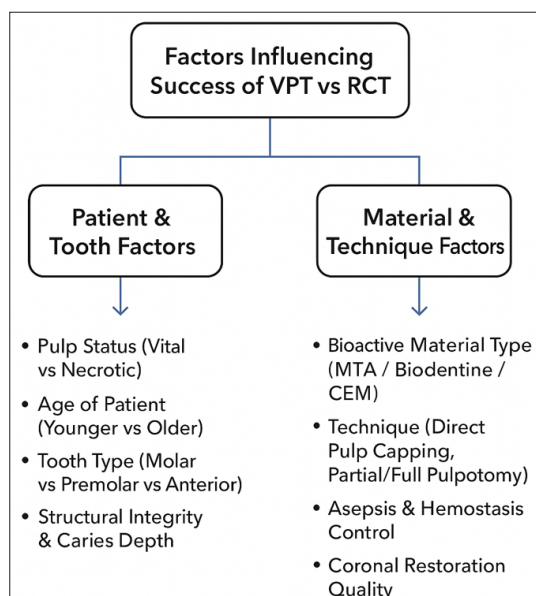 Factors Influencing
Success of VPT vs RCT
Patient &
Tooth Factors
• Pulp Status (Vital
vs Necrotic)
• Age of Patient
(Younger vs Older)
• Tooth Type (Molar
vs Premolar vs Anterior)
• Structural Integrity
& Caries Depth
Material &
Technique Factors
• Bioactive Material Type
(MTA / Biodentine /
CEM)
• Technique (Direct
Pulp Capping,
Partial/Full Pulpotomy)
• Asepsis & Hemostasis
Control
• Coronal Restoration
Quality